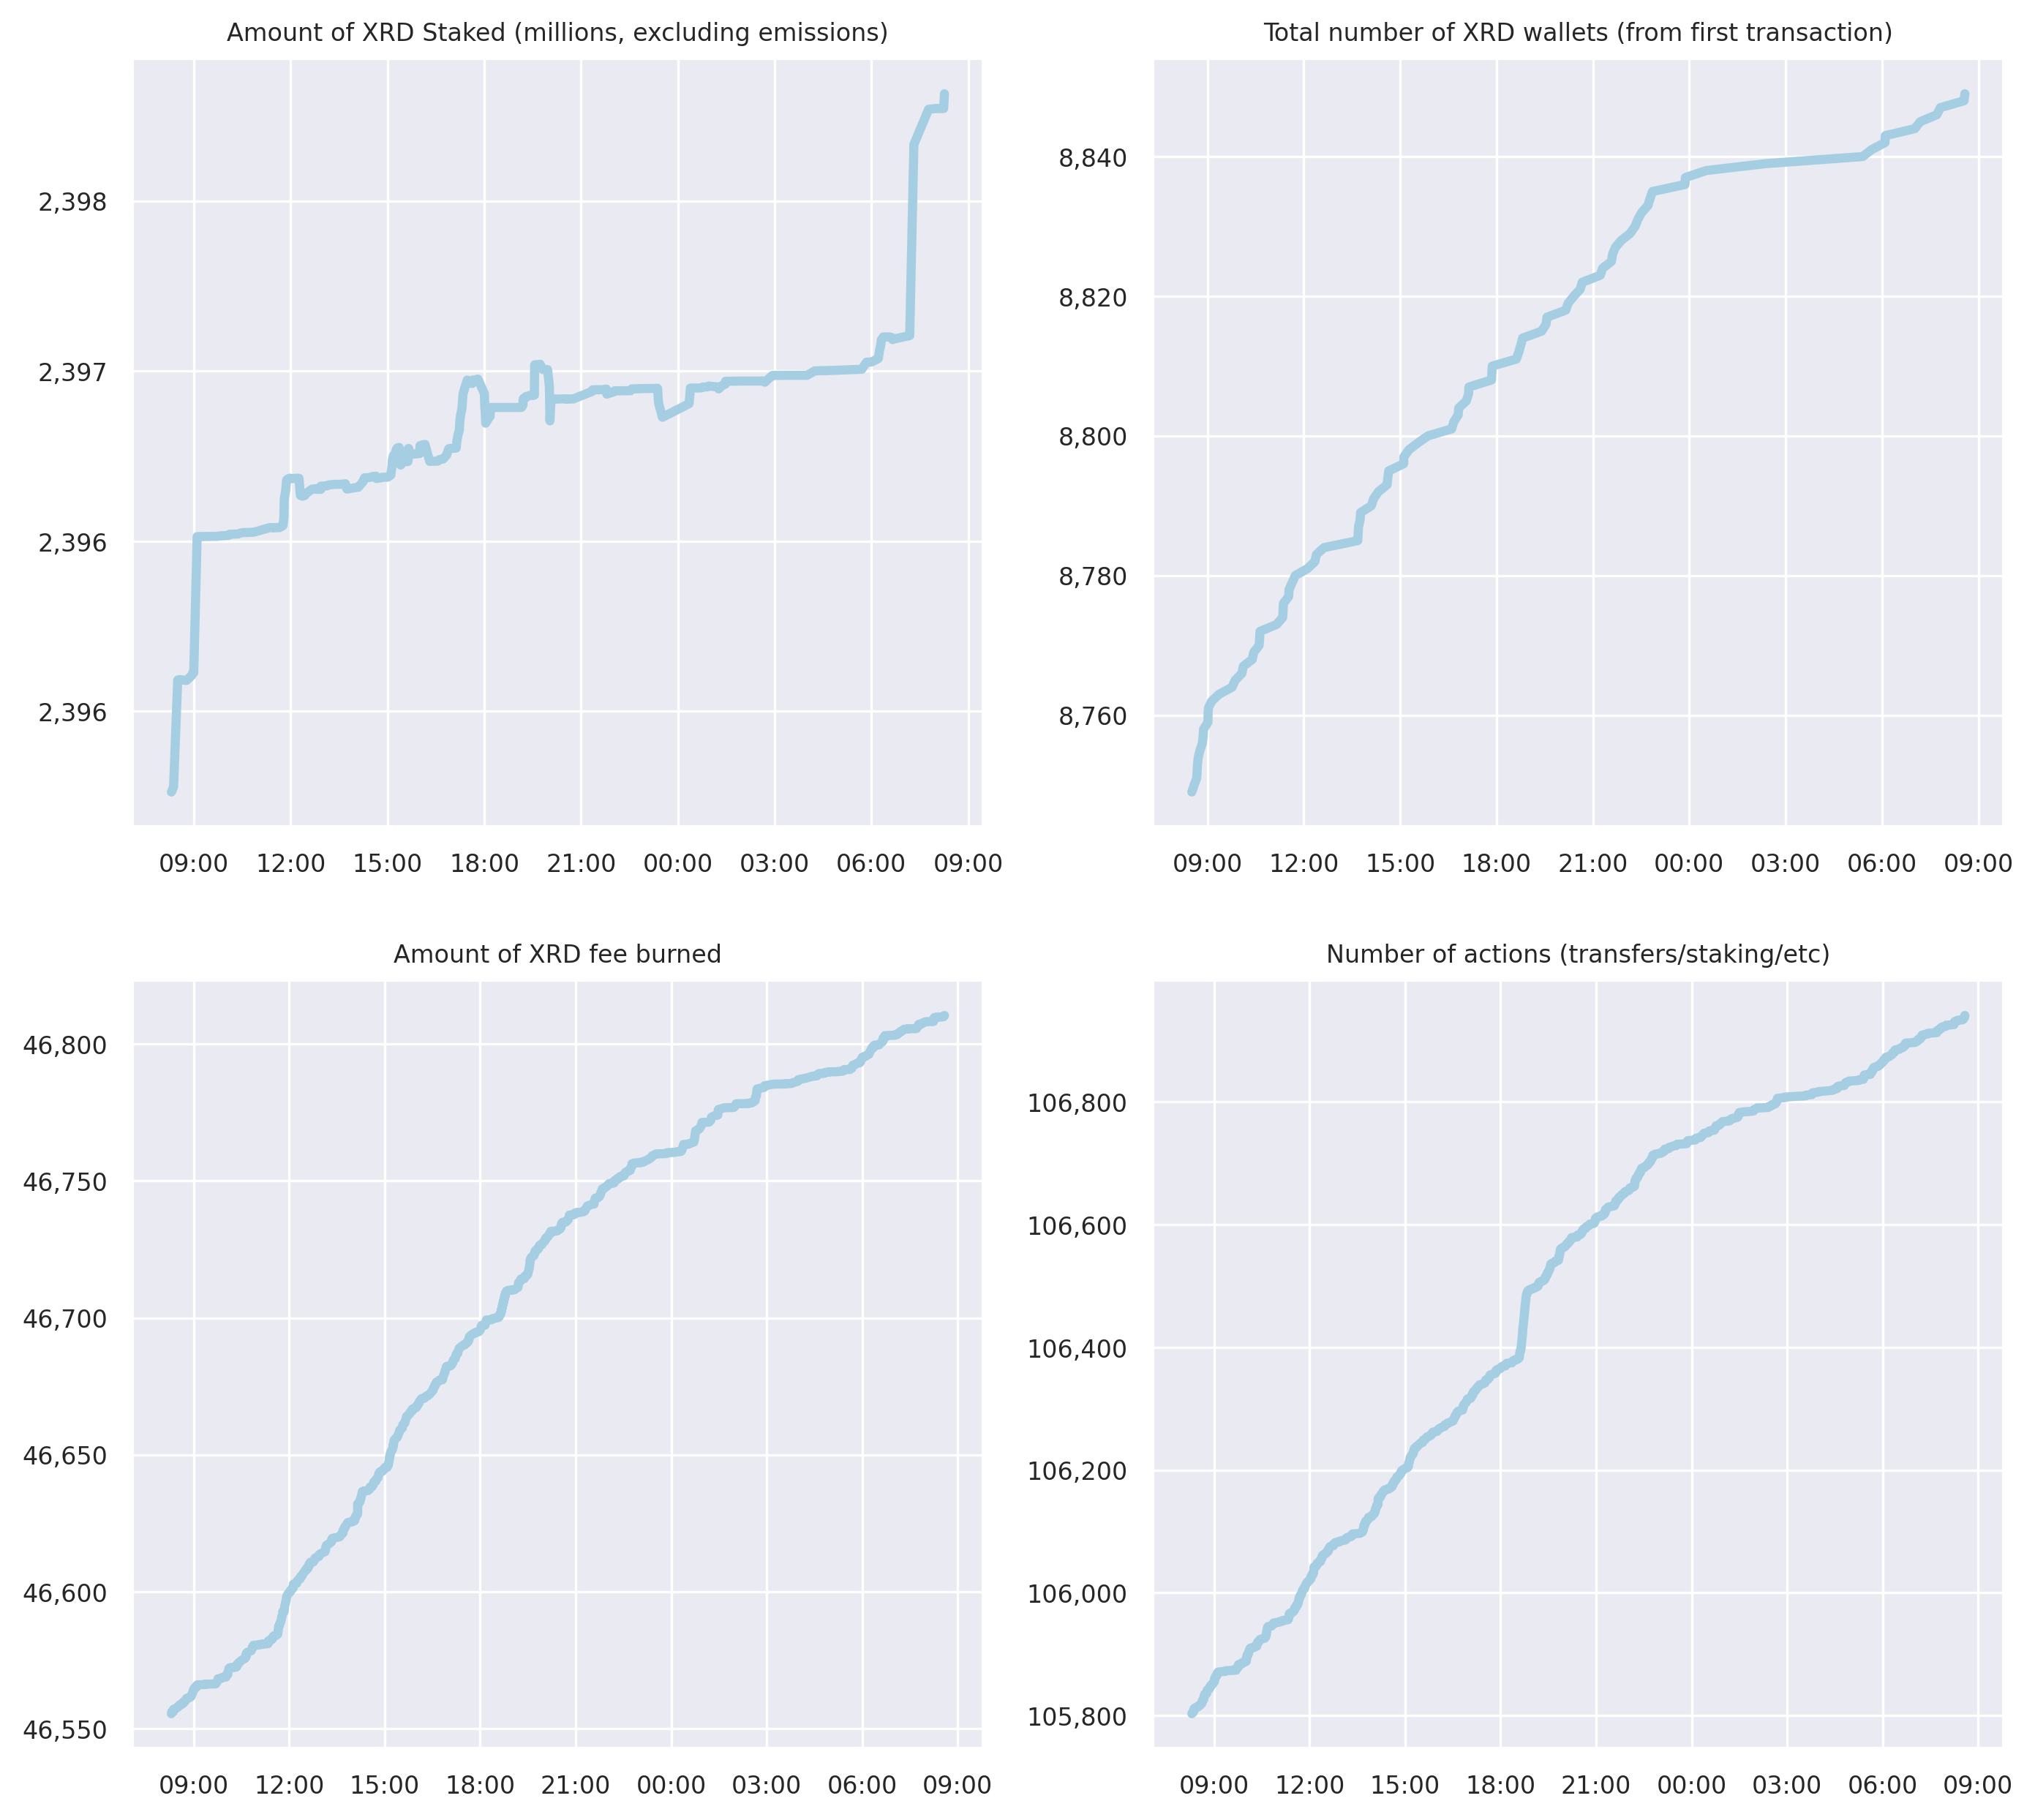 Amount of XRD Staked (millions, excluding emissions)
2,398
2,397
2,396
2,396
09:00 12:00 15:00 18:00 21:00 00:00 03:00 06:00 09:00
Total number of XRD wallets (from first transaction)
8,840
8,820
8,800
8,780
8,760
09:00 12:00 15:00 18:00 21:00 00:00 03:00 06:00 09:00
Amount of XRD fee burned
46,800
46,750
46,700
46,650
46,600
46,550
09:00 12:00 15:00 18:00 21:00 00:00 03:00 06:00 09:00
Number of actions (transfers/staking/etc)
106,800
106,600
106,400
106,200
106,000
105,800
09:00 12:00 15:00 18:00 21:00 00:00 03:00 06:00 09:00